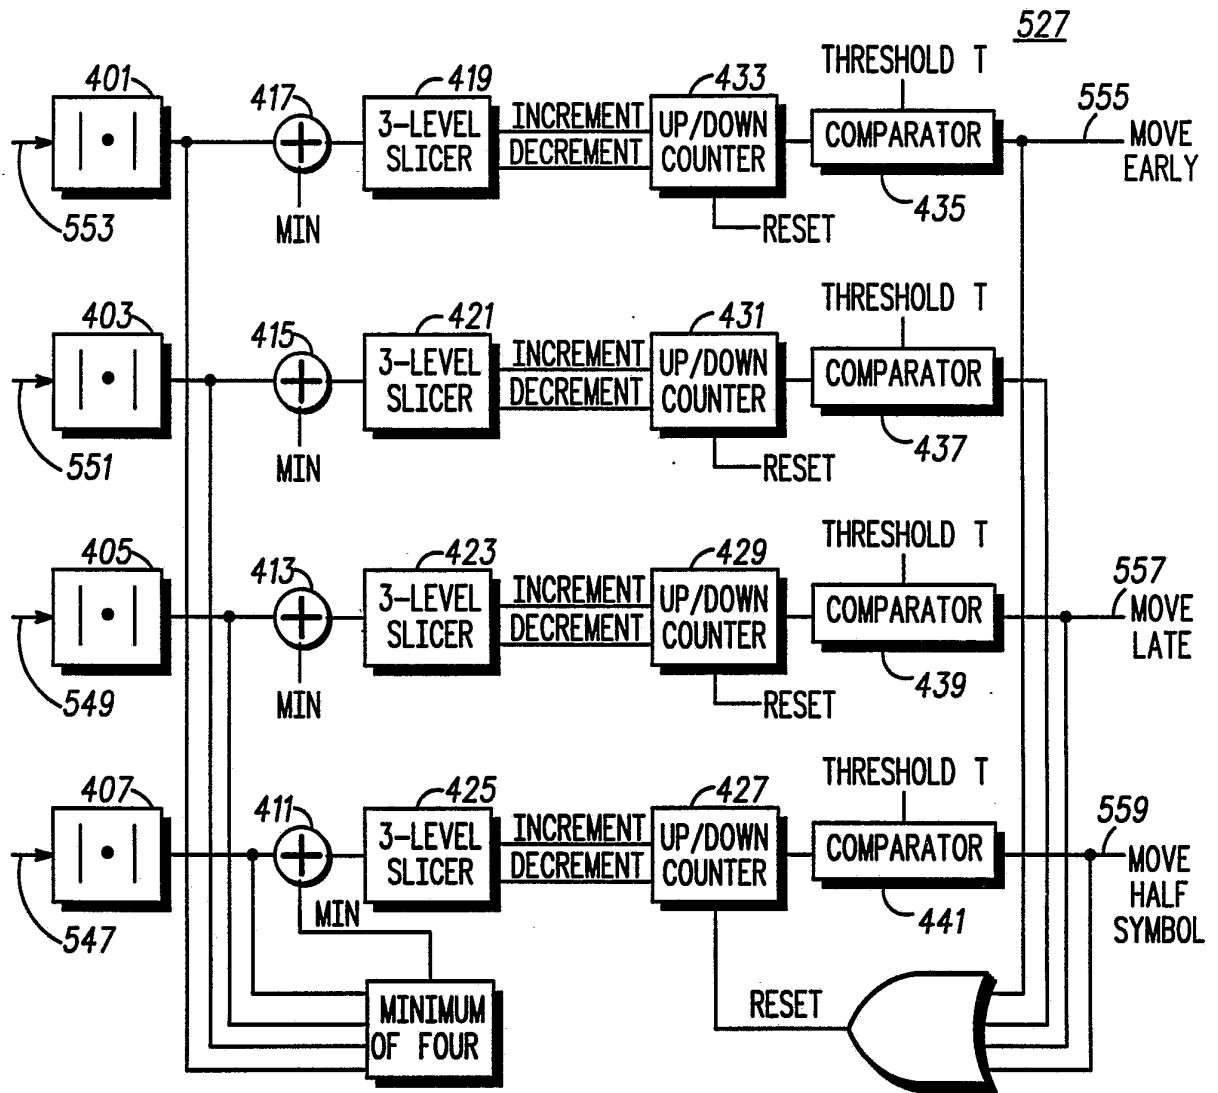 527
401
| • |
553
417
MIN
419
3-LEVEL
SLICER
INCREMENT
DECREMENT
433
UP/DOWN
COUNTER
RESET
THRESHOLD T
COMPARATOR
435
555
MOVE
EARLY
403
| • |
551
415
MIN
421
3-LEVEL
SLICER
INCREMENT
DECREMENT
431
UP/DOWN
COUNTER
RESET
THRESHOLD T
COMPARATOR
437
405
| • |
549
413
MIN
423
3-LEVEL
SLICER
INCREMENT
DECREMENT
429
UP/DOWN
COUNTER
RESET
THRESHOLD T
COMPARATOR
439
557
MOVE
LATE
407
| • |
547
411
MIN
425
3-LEVEL
SLICER
INCREMENT
DECREMENT
427
UP/DOWN
COUNTER
THRESHOLD T
COMPARATOR
441
559
MOVE
HALF
SYMBOL
MINIMUM
OF FOUR
RESET